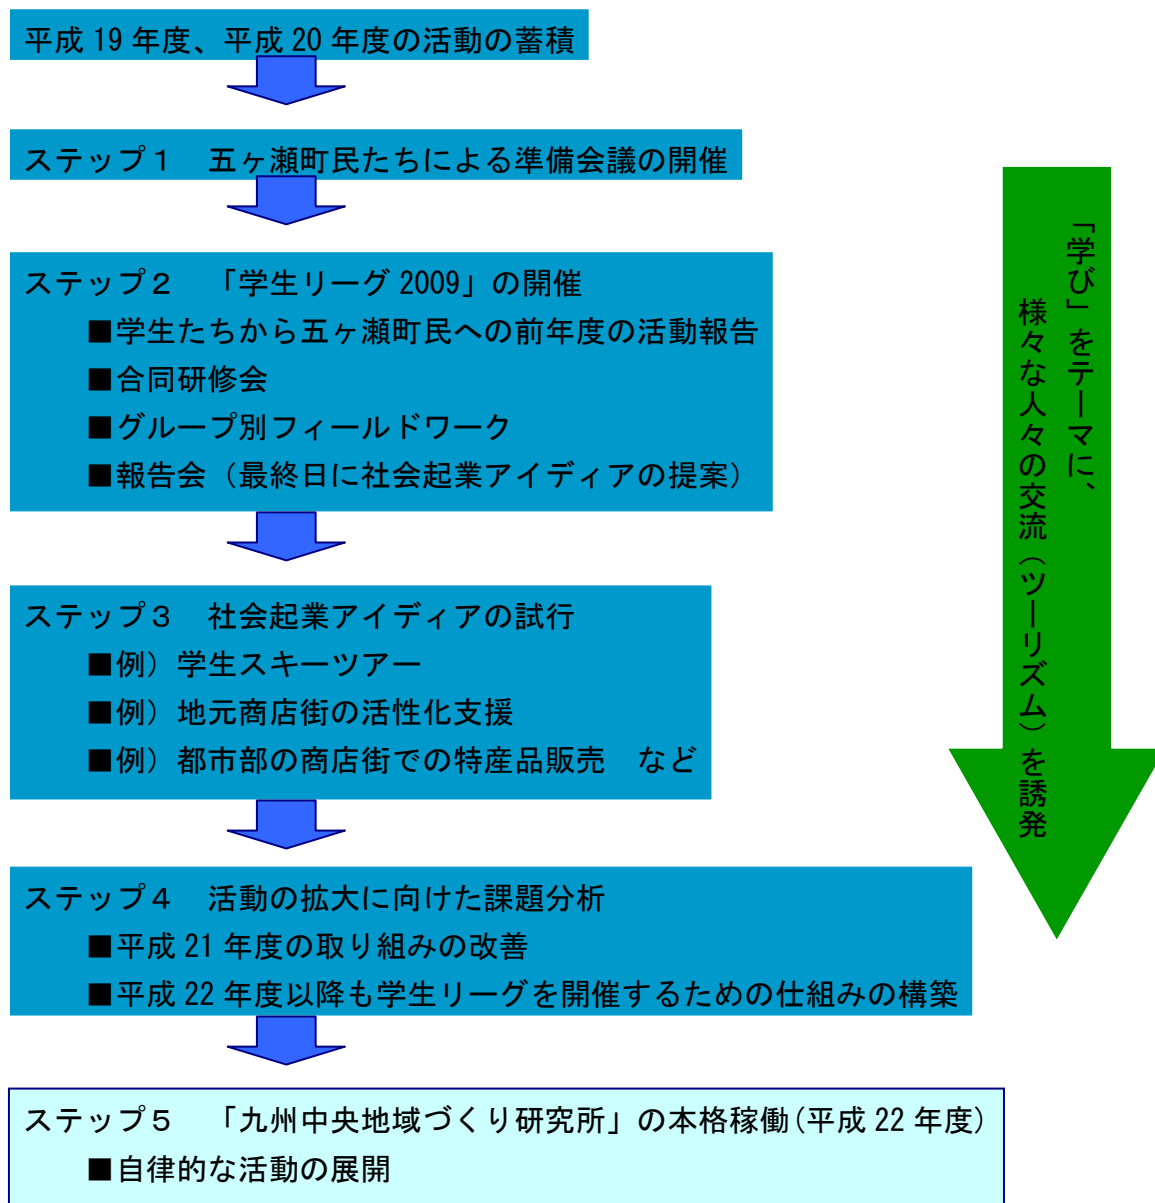 平成 19 年度、平成 20 年度の活動の蓄積
ステップ１　五ヶ瀬町民たちによる準備会議の開催
ステップ２　「学生リーグ 2009」の開催
■学生たちから五ヶ瀬町民への前年度の活動報告
■合同研修会
■グループ別フィールドワーク
■報告会（最終日に社会起業アイディアの提案）
ステップ３　社会起業アイディアの試行
■例）学生スキーツアー
■例）地元商店街の活性化支援
■例）都市部の商店街での特産品販売　など
ステップ４　活動の拡大に向けた課題分析
■平成 21 年度の取り組みの改善
■平成 22 年度以降も学生リーグを開催するための仕組みの構築
ステップ５　「九州中央地域づくり研究所」の本格稼働(平成 22 年度)
■自律的な活動の展開
「学び」をテーマに、
様々な人々の交流（ツーリズム）を誘発